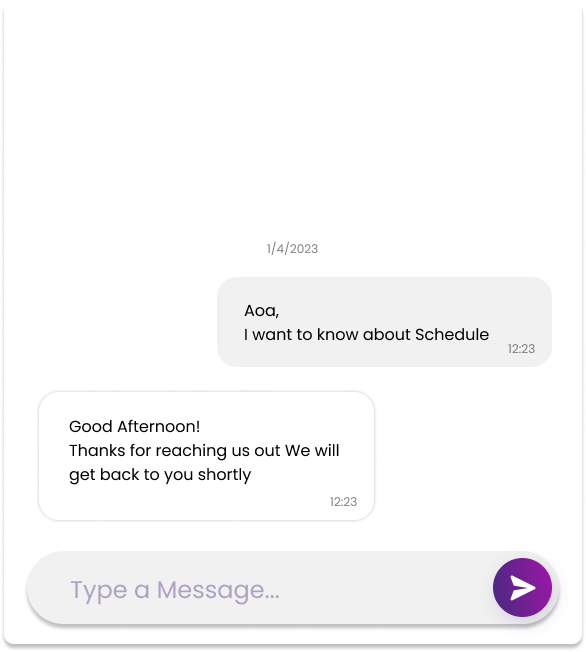 1/4/2023
Aoa,
I want to know about Schedule
12:23
Good Afternoon!
Thanks for reaching us out We will
get back to you shortly
12:23
Type a Message...